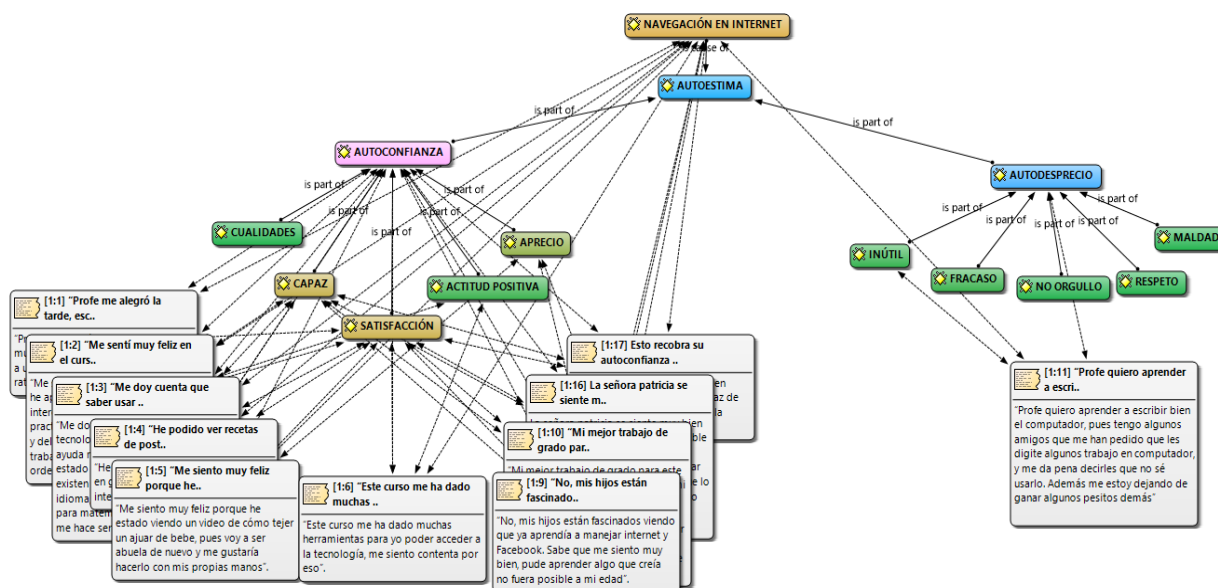 NAVEGACIÓN EN INTERNET
is cause of
AUTOESTIMA
is part of
is part of
AUTOCONFIANZA
AUTODESPRECIO
is part of
is part of
is part of
is part of
is part of
is part of
is part of
is part of
is part of
CUALIDADES
APRECIO
CAPAZ
ACTITUD POSITIVA
SATISFACCIÓN
INÚTIL
FRACASO
NO ORGULLO
RESPETO
MALDAD
[1:1] “Profe me alegró la
tarde, esc..
[1:2] “Me sentí muy feliz en
el curs..
[1:3] “Me doy cuenta que
saber usar ..
[1:4] “He podido ver recetas
de post..
[1:5] “Me siento muy feliz
porque he..
“Me siento muy feliz porque he
estado viendo un video de cómo tejer
un ajuar de bebe, pues voy a ser
abuela de nuevo y me gustaría
hacerlo con mis propias manos”.
[1:6] “Este curso me ha dado
muchas ..
“Este curso me ha dado muchas
herramientas para yo poder acceder a
la tecnología, me siento contenta por
eso”.
[1:17] Esto recobra su
autoconfianza ..
[1:16] La señora patricia se
siente m..
[1:10] “Mi mejor trabajo de
grado par..
“Mi mejor trabajo de grado para este
[1:9] “No, mis hijos están
fascinado..
“No, mis hijos están fascinados viendo
que ya aprendía a manejar internet y
Facebook. Sabe que me siento muy
bien, pude aprender algo que creía
no fuera posible a mi edad”.
[1:11] “Profe quiero aprender
a escri..
“Profe quiero aprender a escribir bien
el computador, pues tengo algunos
amigos que me han pedido que les
digite algunos trabajo en computador,
y me da pena decirles que no sé
usarlo. Además me estoy dejando de
ganar algunos pesitos demás”